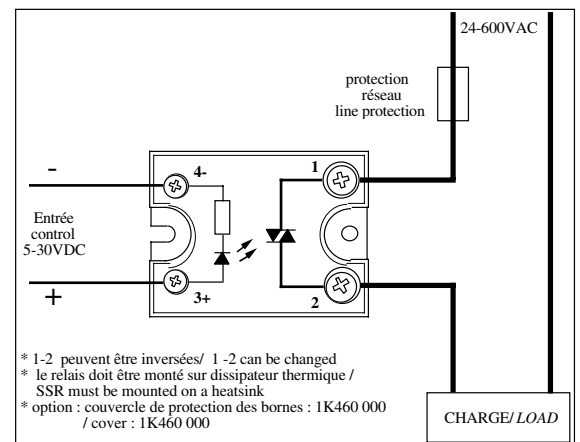 24-600VAC
protection
réseau
line protection
-
4-
1
Entrée
control
5-30VDC
+
3+
2
* 1-2 peuvent être inversées/ 1 -2 can be changed
* le relais doit être monté sur dissipateur thermique /
SSR must be mounted on a heatsink
* option : couvercle de protection des bornes : 1K460 000
/ cover : 1K460 000
CHARGE/ LOAD